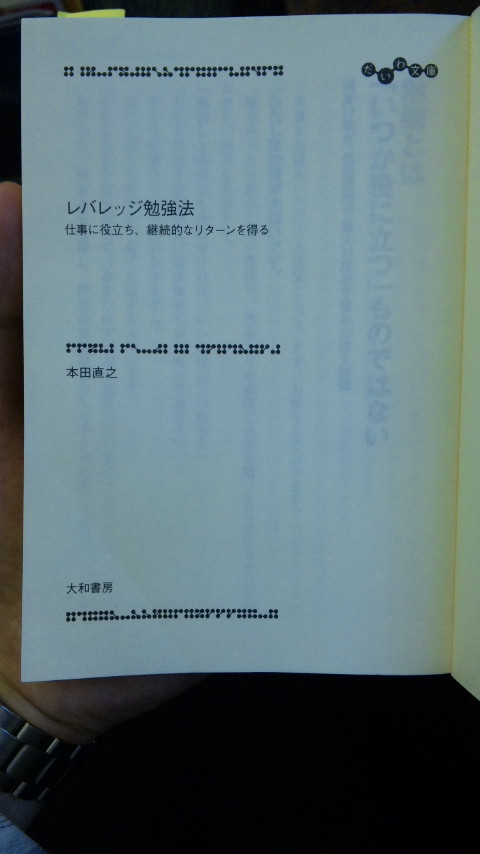 だいわ文庫
レバレッジ勉強法
仕事に役立ち、継続的なリターンを得る
本田直之
大和書房